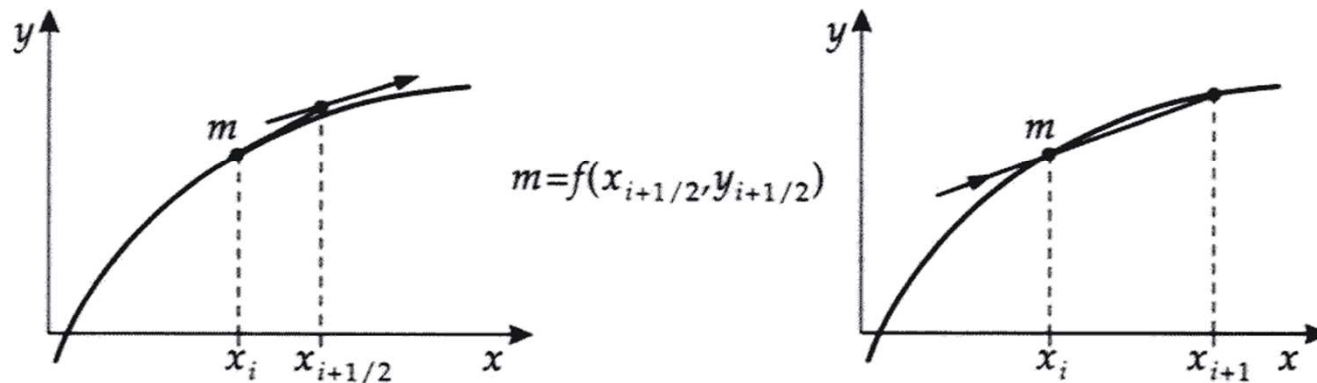 y
m
x_i
x_{i+1/2}
x
m=f(x_{i+1/2},y_{i+1/2})
y
m
x_i
x_{i+1}
x